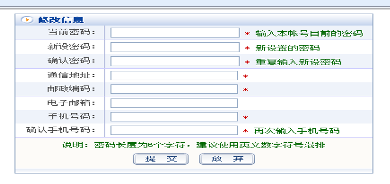 修改信息
当前密码： * 输入本帐号目前的密码
新设密码： * 新设置的密码
确认密码： * 重复输入新设密码
通信地址： *
邮政编码： *
电子邮箱：
手机号码： *
确认手机号码： * 再次输入手机号码
说明：密码长度为6个字符，建议使用英文数字符号混排
提 交 放 弃